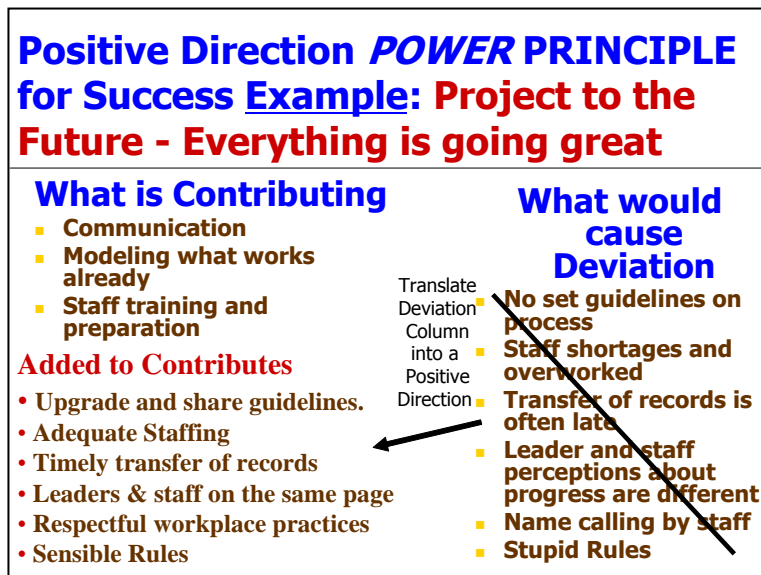 Positive Direction POWER PRINCIPLE
for Success Example: Project to the
Future - Everything is going great
What is Contributing
Communication
Modeling what works
already
Staff training and
preparation
Added to Contributes
• Upgrade and share guidelines.
• Adequate Staffing
• Timely transfer of records
• Leaders & staff on the same page
• Respectful workplace practices
• Sensible Rules
Translate
Deviation
Column
into a
Positive
Direction
What would
cause
Deviation
No set guidelines on
process
Staff shortages and
overworked
Transfer of records is
often late
Leader and staff
perceptions about
progress are different
Name calling by staff
Stupid Rules